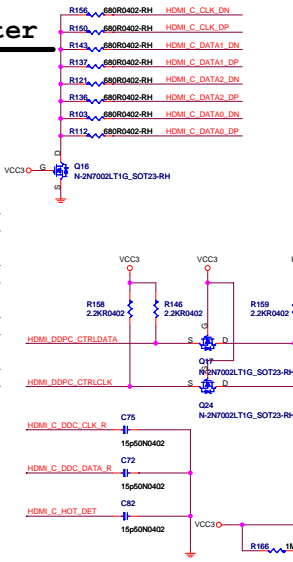 ter
R156 680R0402-RH HDMI_C_CLK_DN
R150 680R0402-RH HDMI_C_CLK_DP
R143 680R0402-RH HDMI_C_DATA1_DN
R137 680R0402-RH HDMI_C_DATA1_DP
R121 680R0402-RH HDMI_C_DATA2_DN
R136 680R0402-RH HDMI_C_DATA2_DP
R103 680R0402-RH HDMI_C_DATA0_DN
R112 680R0402-RH HDMI_C_DATA0_DP
D
VCC3 G Q16
N-2N7002LT1G_SOT23-RH
S
VCC3 VCC3
R158 R146 R159
2.2KR0402 2.2KR0402 2.2KR0402
G
HDMI_DDPC_CTRLDATA S D
Q17
G
N-2N7002LT1G_SOT23-RH
HDMI_DDPC_CTRLCLK S D
Q24
N-2N7002LT1G_SOT23-RH
HDMI_C_DDC_CLK_R C75
15p50N0402
HDMI_C_DDC_DATA_R C72
15p50N0402
HDMI_C_HOT_DET C82
15p50N0402
VCC3
R166 1M